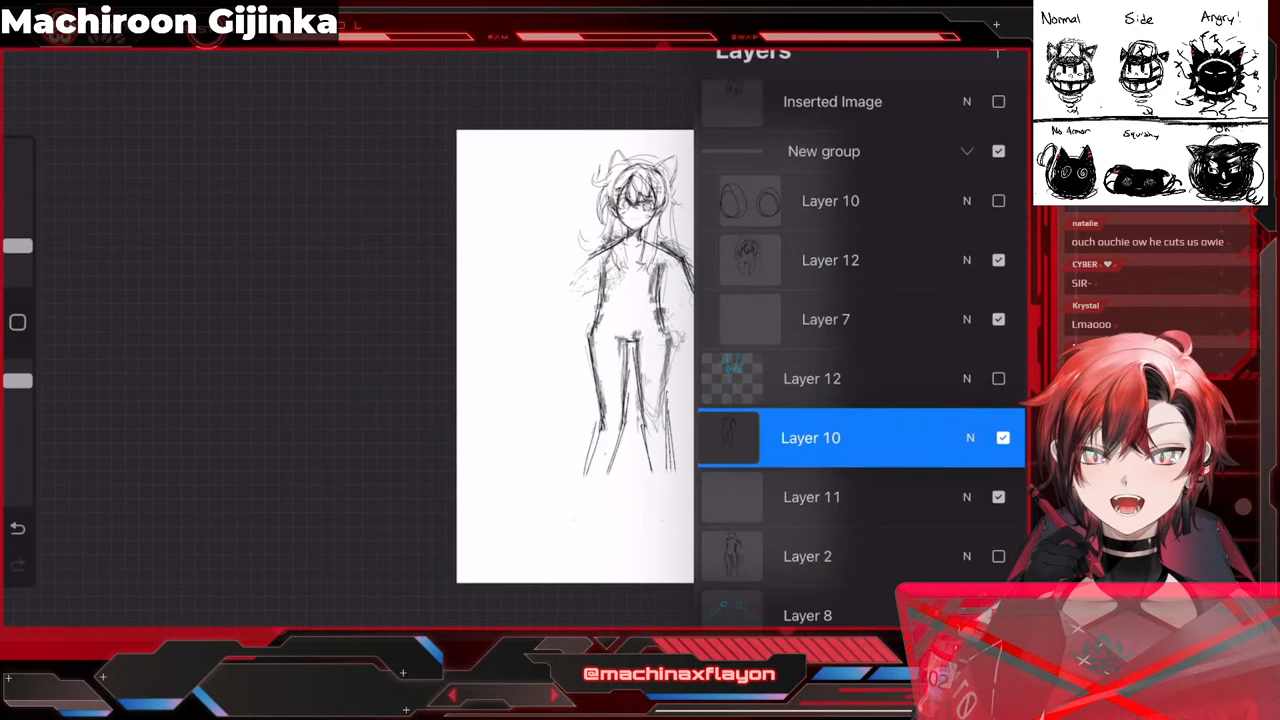 Machiroon Gijinka
RAM
SWAP
Normal
Side
Angry!
No Armor
Squishy
Layers
Inserted Image
N
New group
Layer 10
N
Layer 12
N
Layer 7
N
Layer 12
N
Layer 10
N
Layer 11
N
Layer 2
N
Layer 8
natalie
ouch ouchie ow he cuts us owie
CYBER
SIR-
Krystal
Lmaooo
@machinaxflayon